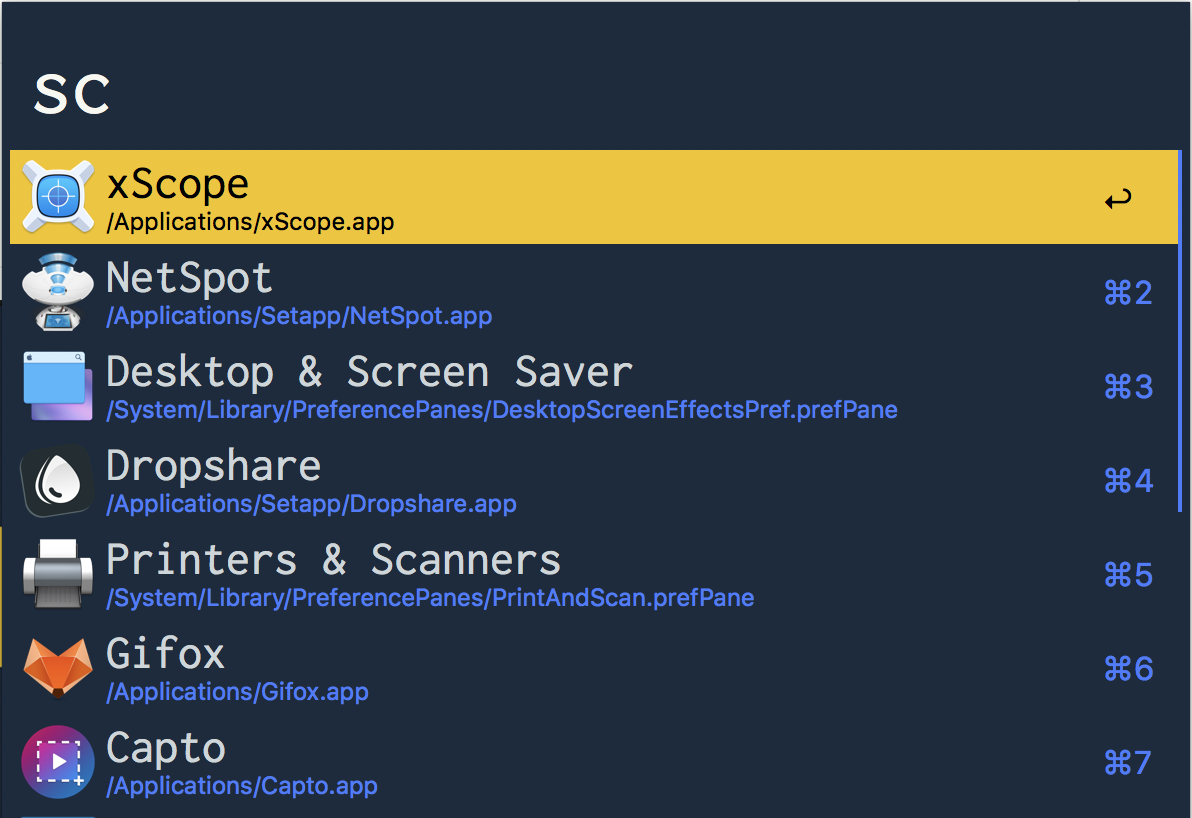 sc
xScope
/Applications/xScope.app
↩
NetSpot
/Applications/Setapp/NetSpot.app
⌘2
Desktop & Screen Saver
/System/Library/PreferencePanes/DesktopScreenEffectsPref.prefPane
⌘3
Dropshare
/Applications/Setapp/Dropshare.app
⌘4
Printers & Scanners
/System/Library/PreferencePanes/PrintAndScan.prefPane
⌘5
Gifox
/Applications/Gifox.app
⌘6
Capto
/Applications/Capto.app
⌘7